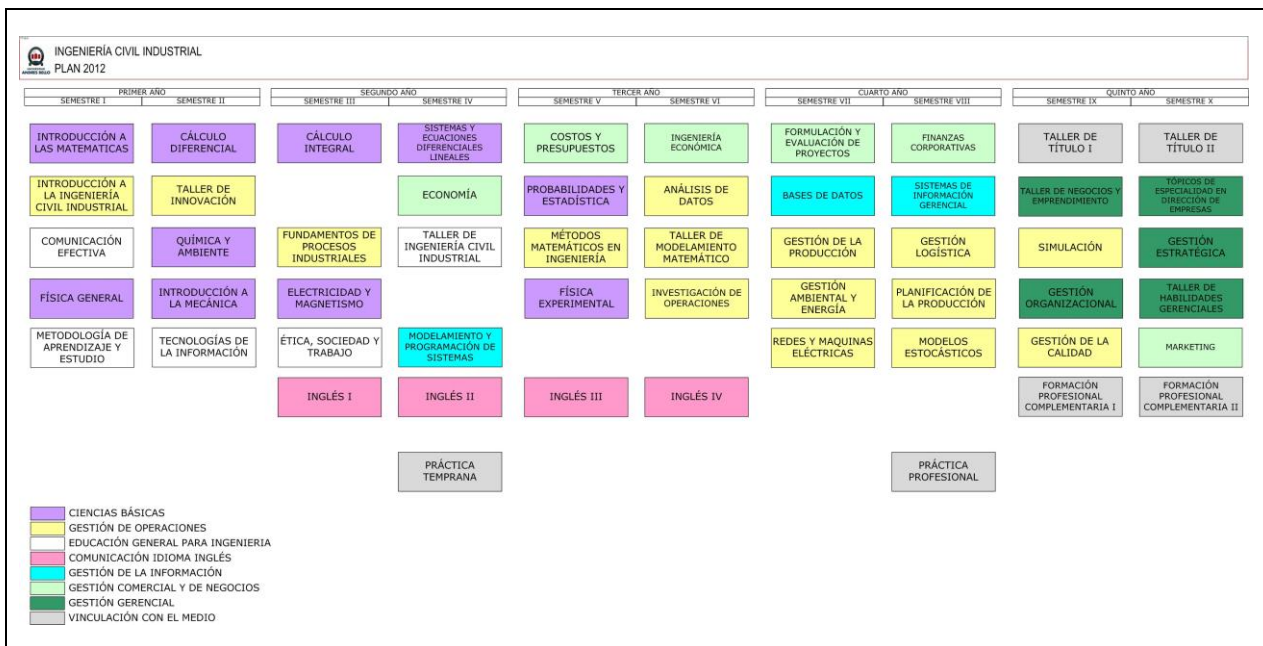 INGENIERÍA CIVIL INDUSTRIAL
PLAN 2012
UNIVERSIDAD
ANDRES BELLO
PRIMER AÑO
SEGUNDO AÑO
TERCER AÑO
CUARTO AÑO
QUINTO AÑO
SEMESTRE I
SEMESTRE II
SEMESTRE III
SEMESTRE IV
SEMESTRE V
SEMESTRE VI
SEMESTRE VII
SEMESTRE VIII
SEMESTRE IX
SEMESTRE X
INTRODUCCIÓN A
LAS MATEMATICAS
CÁLCULO
DIFERENCIAL
CÁLCULO
INTEGRAL
SISTEMAS Y
ECUACIONES
DIFERENCIALES
LINEALES
COSTOS Y
PRESUPUESTOS
INGENIERÍA
ECONÓMICA
FORMULACIÓN Y
EVALUACIÓN DE
PROYECTOS
FINANZAS
CORPORATIVAS
TALLER DE
TÍTULO I
TALLER DE
TÍTULO II
INTRODUCCIÓN A
LA INGENIERÍA
CIVIL INDUSTRIAL
TALLER DE
INNOVACIÓN
ECONOMÍA
PROBABILIDADES Y
ESTADÍSTICA
ANÁLISIS DE
DATOS
BASES DE DATOS
SISTEMAS DE
INFORMACIÓN
GERENCIAL
TALLER DE NEGOCIOS Y
EMPRENDIMIENTO
TÓPICOS DE
ESPECIALIDAD EN
DIRECCIÓN DE
EMPRESAS
COMUNICACIÓN
EFECTIVA
QUÍMICA Y
AMBIENTE
FUNDAMENTOS DE
PROCESOS
INDUSTRIALES
TALLER DE
INGENIERÍA CIVIL
INDUSTRIAL
MÉTODOS
MATEMÁTICOS EN
INGENIERÍA
TALLER DE
MODELAMIENTO
MATEMÁTICO
GESTIÓN DE LA
PRODUCCIÓN
GESTIÓN
LOGÍSTICA
SIMULACIÓN
GESTIÓN
ESTRATÉGICA
FÍSICA GENERAL
INTRODUCCIÓN A
LA MECÁNICA
ELECTRICIDAD Y
MAGNETISMO
FÍSICA
EXPERIMENTAL
INVESTIGACIÓN DE
OPERACIONES
GESTIÓN
AMBIENTAL Y
ENERGÍA
PLANIFICACIÓN DE
LA PRODUCCIÓN
GESTIÓN
ORGANIZACIONAL
TALLER DE
HABILIDADES
GERENCIALES
METODOLOGÍA DE
APRENDIZAJE Y
ESTUDIO
TECNOLOGÍAS DE
LA INFORMACIÓN
ÉTICA, SOCIEDAD Y
TRABAJO
MODELAMIENTO Y
PROGRAMACIÓN DE
SISTEMAS
REDES Y MAQUINAS
ELÉCTRICAS
MODELOS
ESTOCÁSTICOS
GESTIÓN DE LA
CALIDAD
MARKETING
INGLÉS I
INGLÉS II
INGLÉS III
INGLÉS IV
FORMACIÓN
PROFESIONAL
COMPLEMENTARIA I
FORMACIÓN
PROFESIONAL
COMPLEMENTARIA II
PRÁCTICA
TEMPRANA
PRÁCTICA
PROFESIONAL
CIENCIAS BÁSICAS
GESTIÓN DE OPERACIONES
EDUCACIÓN GENERAL PARA INGENIERIA
COMUNICACIÓN IDIOMA INGLÉS
GESTIÓN DE LA INFORMACIÓN
GESTIÓN COMERCIAL Y DE NEGOCIOS
GESTIÓN GERENCIAL
VINCULACIÓN CON EL MEDIO